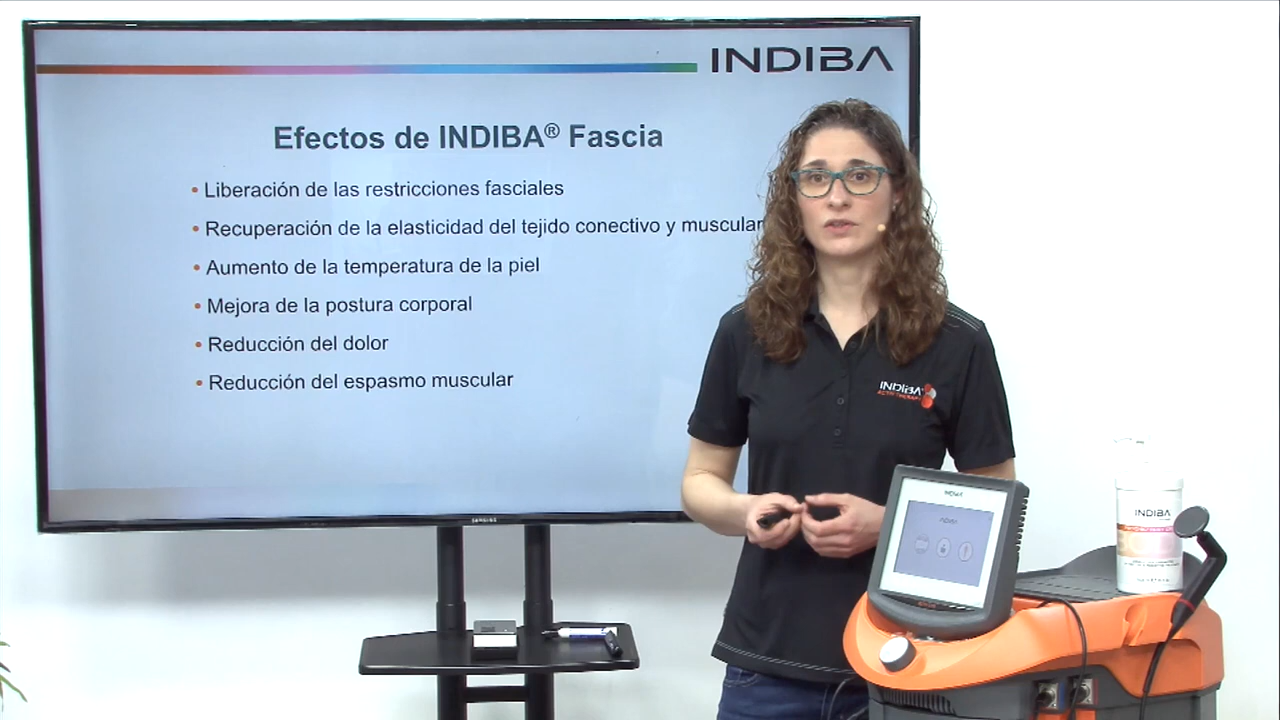 INDIBA
Efectos de INDIBA® Fascia
• Liberación de las restricciones fasciales
• Recuperación de la elasticidad del tejido conectivo y muscular
• Aumento de la temperatura de la piel
• Mejora de la postura corporal
• Reducción del dolor
• Reducción del espasmo muscular
SAMSUNG
INDIBA
INDIBA